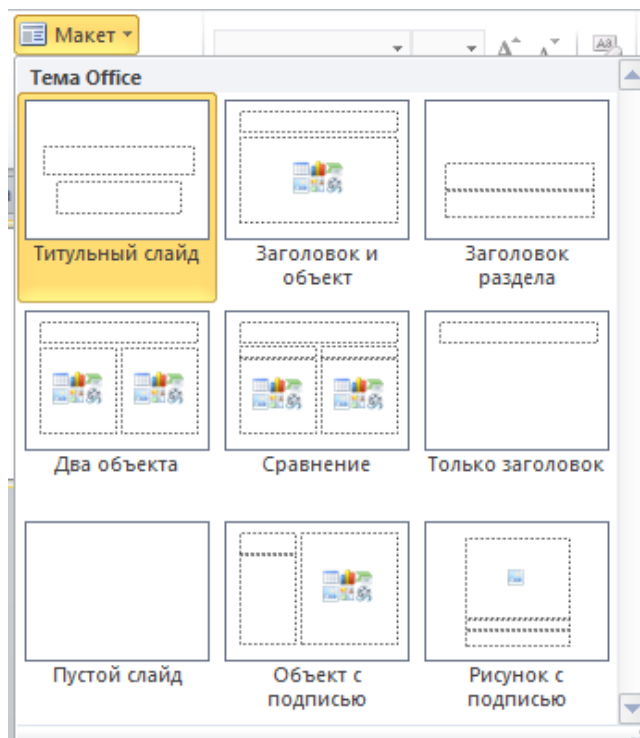 Макет
Тема Office
Титульный слайд
Заголовок и
объект
Заголовок
раздела
Два объекта
Сравнение
Только заголовок
Пустой слайд
Объект с
подписью
Рисунок с
подписью